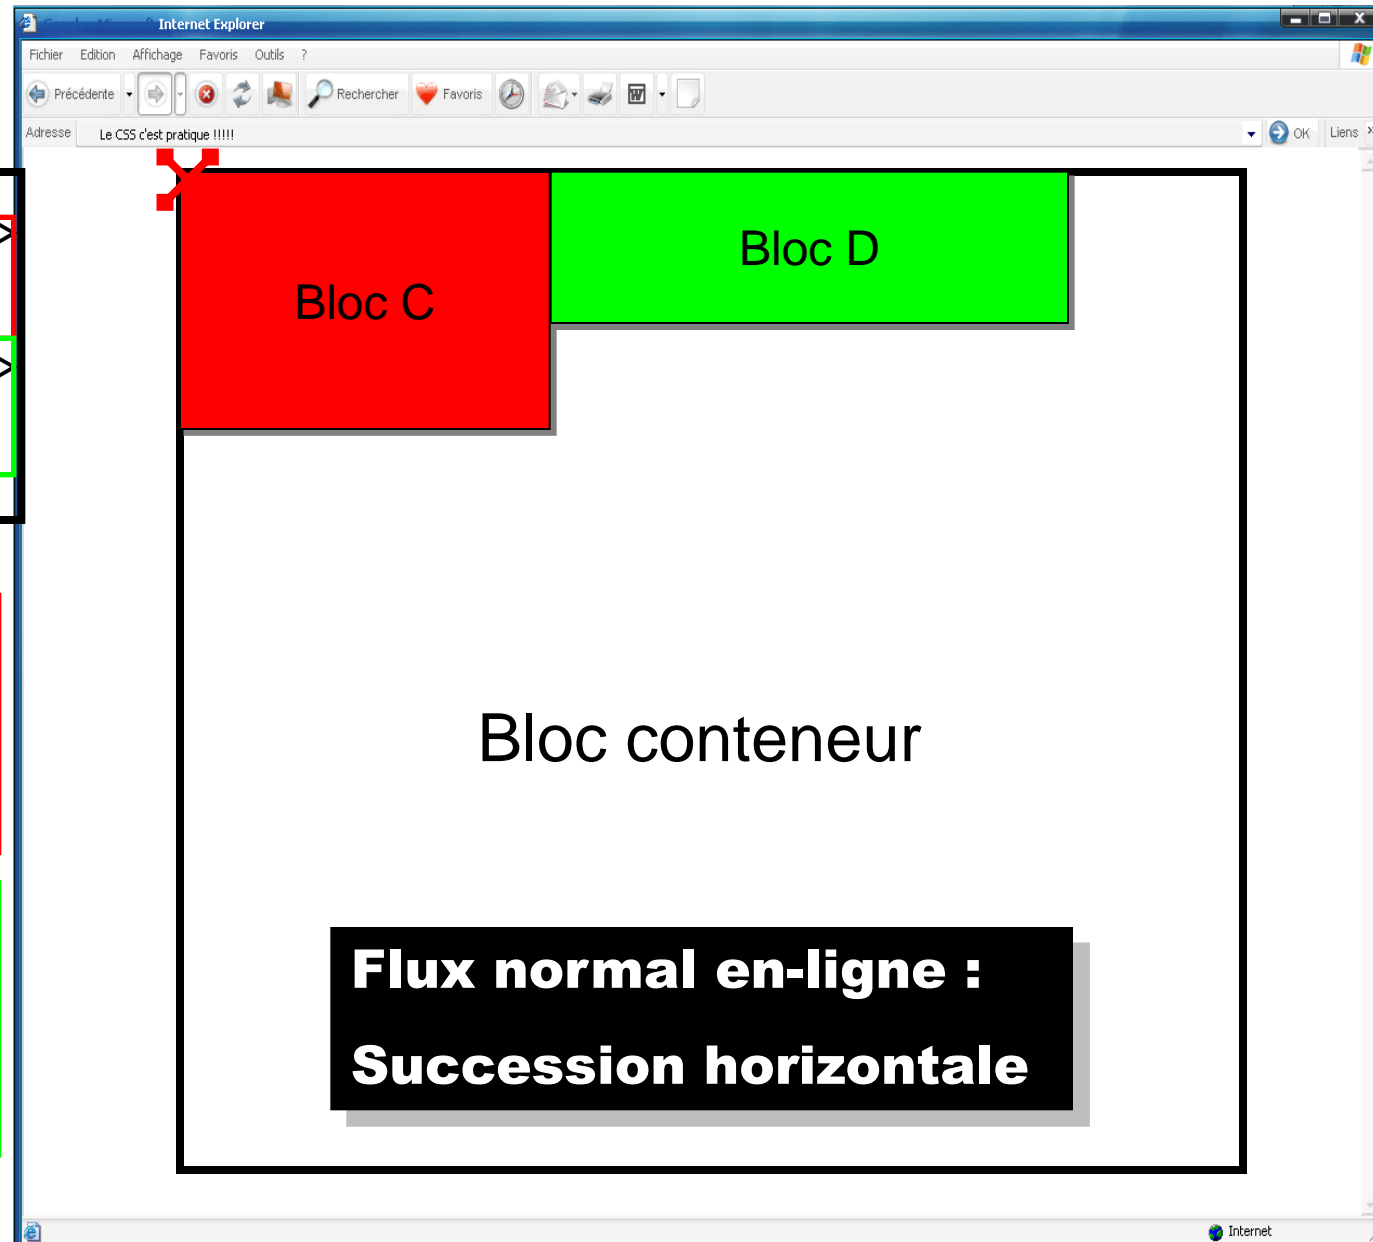 Internet Explorer
Fichier Edition Affichage Favoris Outils ?
Précédente Rechercher Favoris
Adresse Le CSS c'est pratique !!!!! OK Liens
>
>
Bloc C
Bloc D
Bloc conteneur
Flux normal en-ligne :
Succession horizontale
Internet